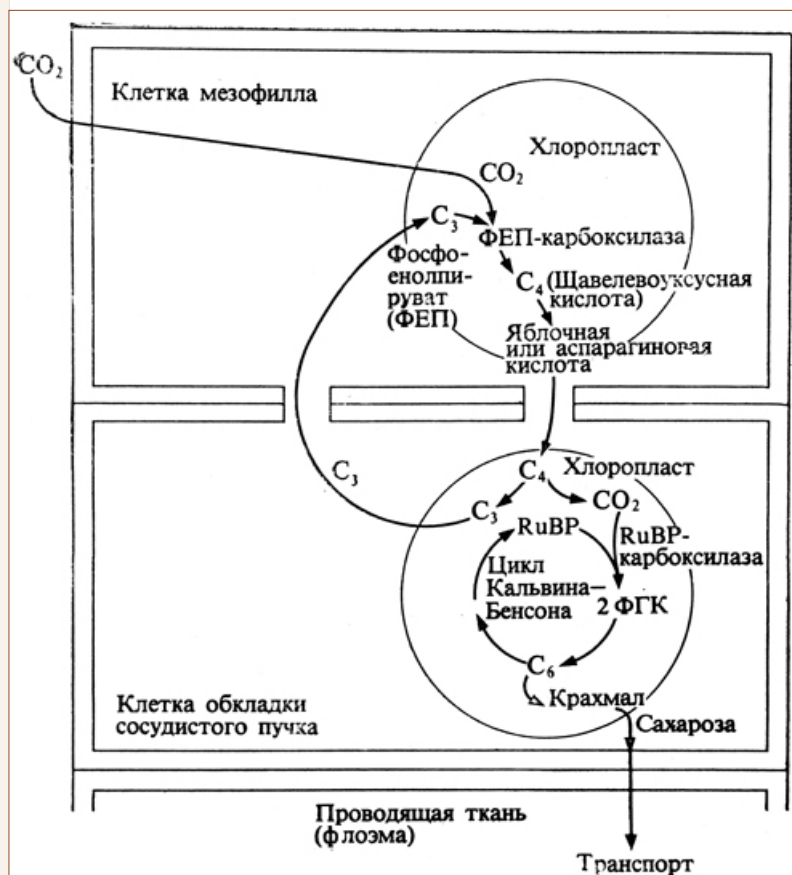 CO₂
Клетка мезофилла
Хлоропласт
CO₂
C₃
ФЕП-карбоксилаза
Фосфо-
енолпи-
руват
(ФЕП)
C₄ (Щавелевоуксусная
кислота)
Яблочная
или аспарагиновая
кислота
C₃
C₄
Хлоропласт
C₃
CO₂
RuBP
RuBP-
карбоксилаза
Цикл
Кальвина–
Бенсона
2 ФГК
C₆
Крахмал
Сахароза
Клетка обкладки
сосудистого пучка
Проводящая ткань
(флоэма)
Транспорт